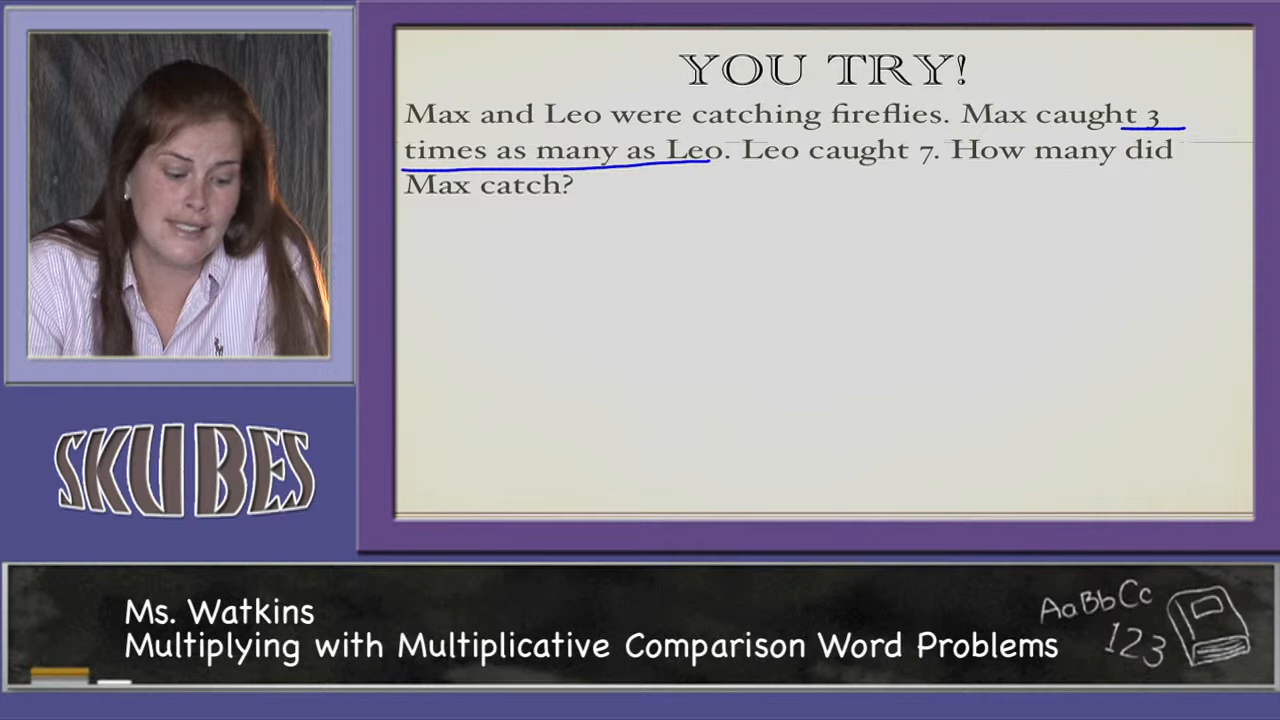 YOU TRY!
Max and Leo were catching fireflies. Max caught 3
times as many as Leo. Leo caught 7. How many did
Max catch?
SKUBES
Ms. Watkins
Multiplying with Multiplicative Comparison Word Problems
AaBbCc
123